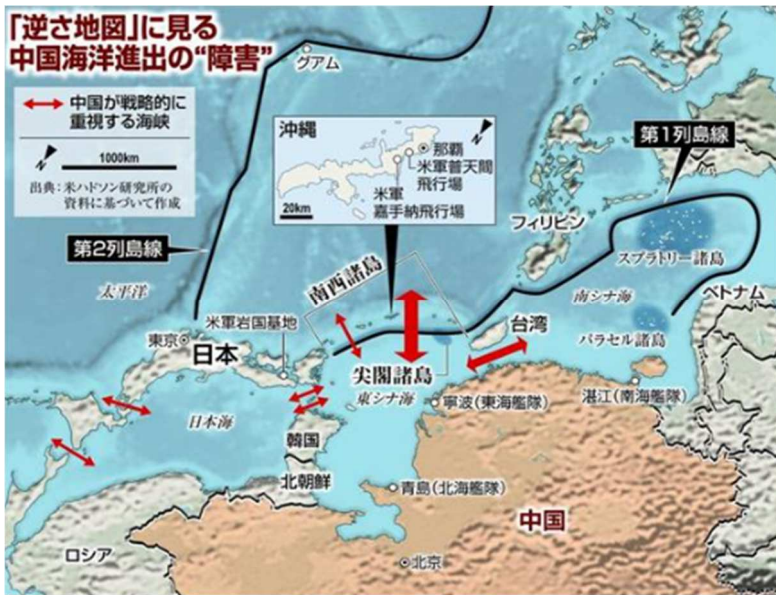 「逆さ地図」に見る
中国海洋進出の“障害”
中国が戦略的に
重視する海峡
N
1000km
出典：米ハドソン研究所の
資料に基づいて作成
グアム
沖縄
N
那覇
米軍普天間
飛行場
米軍
嘉手納飛行場
20km
第1列島線
フィリピン
スプラトリー諸島
第2列島線
太平洋
南西諸島
南シナ海
ベトナム
米軍岩国基地
東京
日本
台湾
パラセル諸島
尖閣諸島
東シナ海
寧波(東海艦隊)
湛江(南海艦隊)
日本海
韓国
北朝鮮
青島(北海艦隊)
中国
ロシア
北京